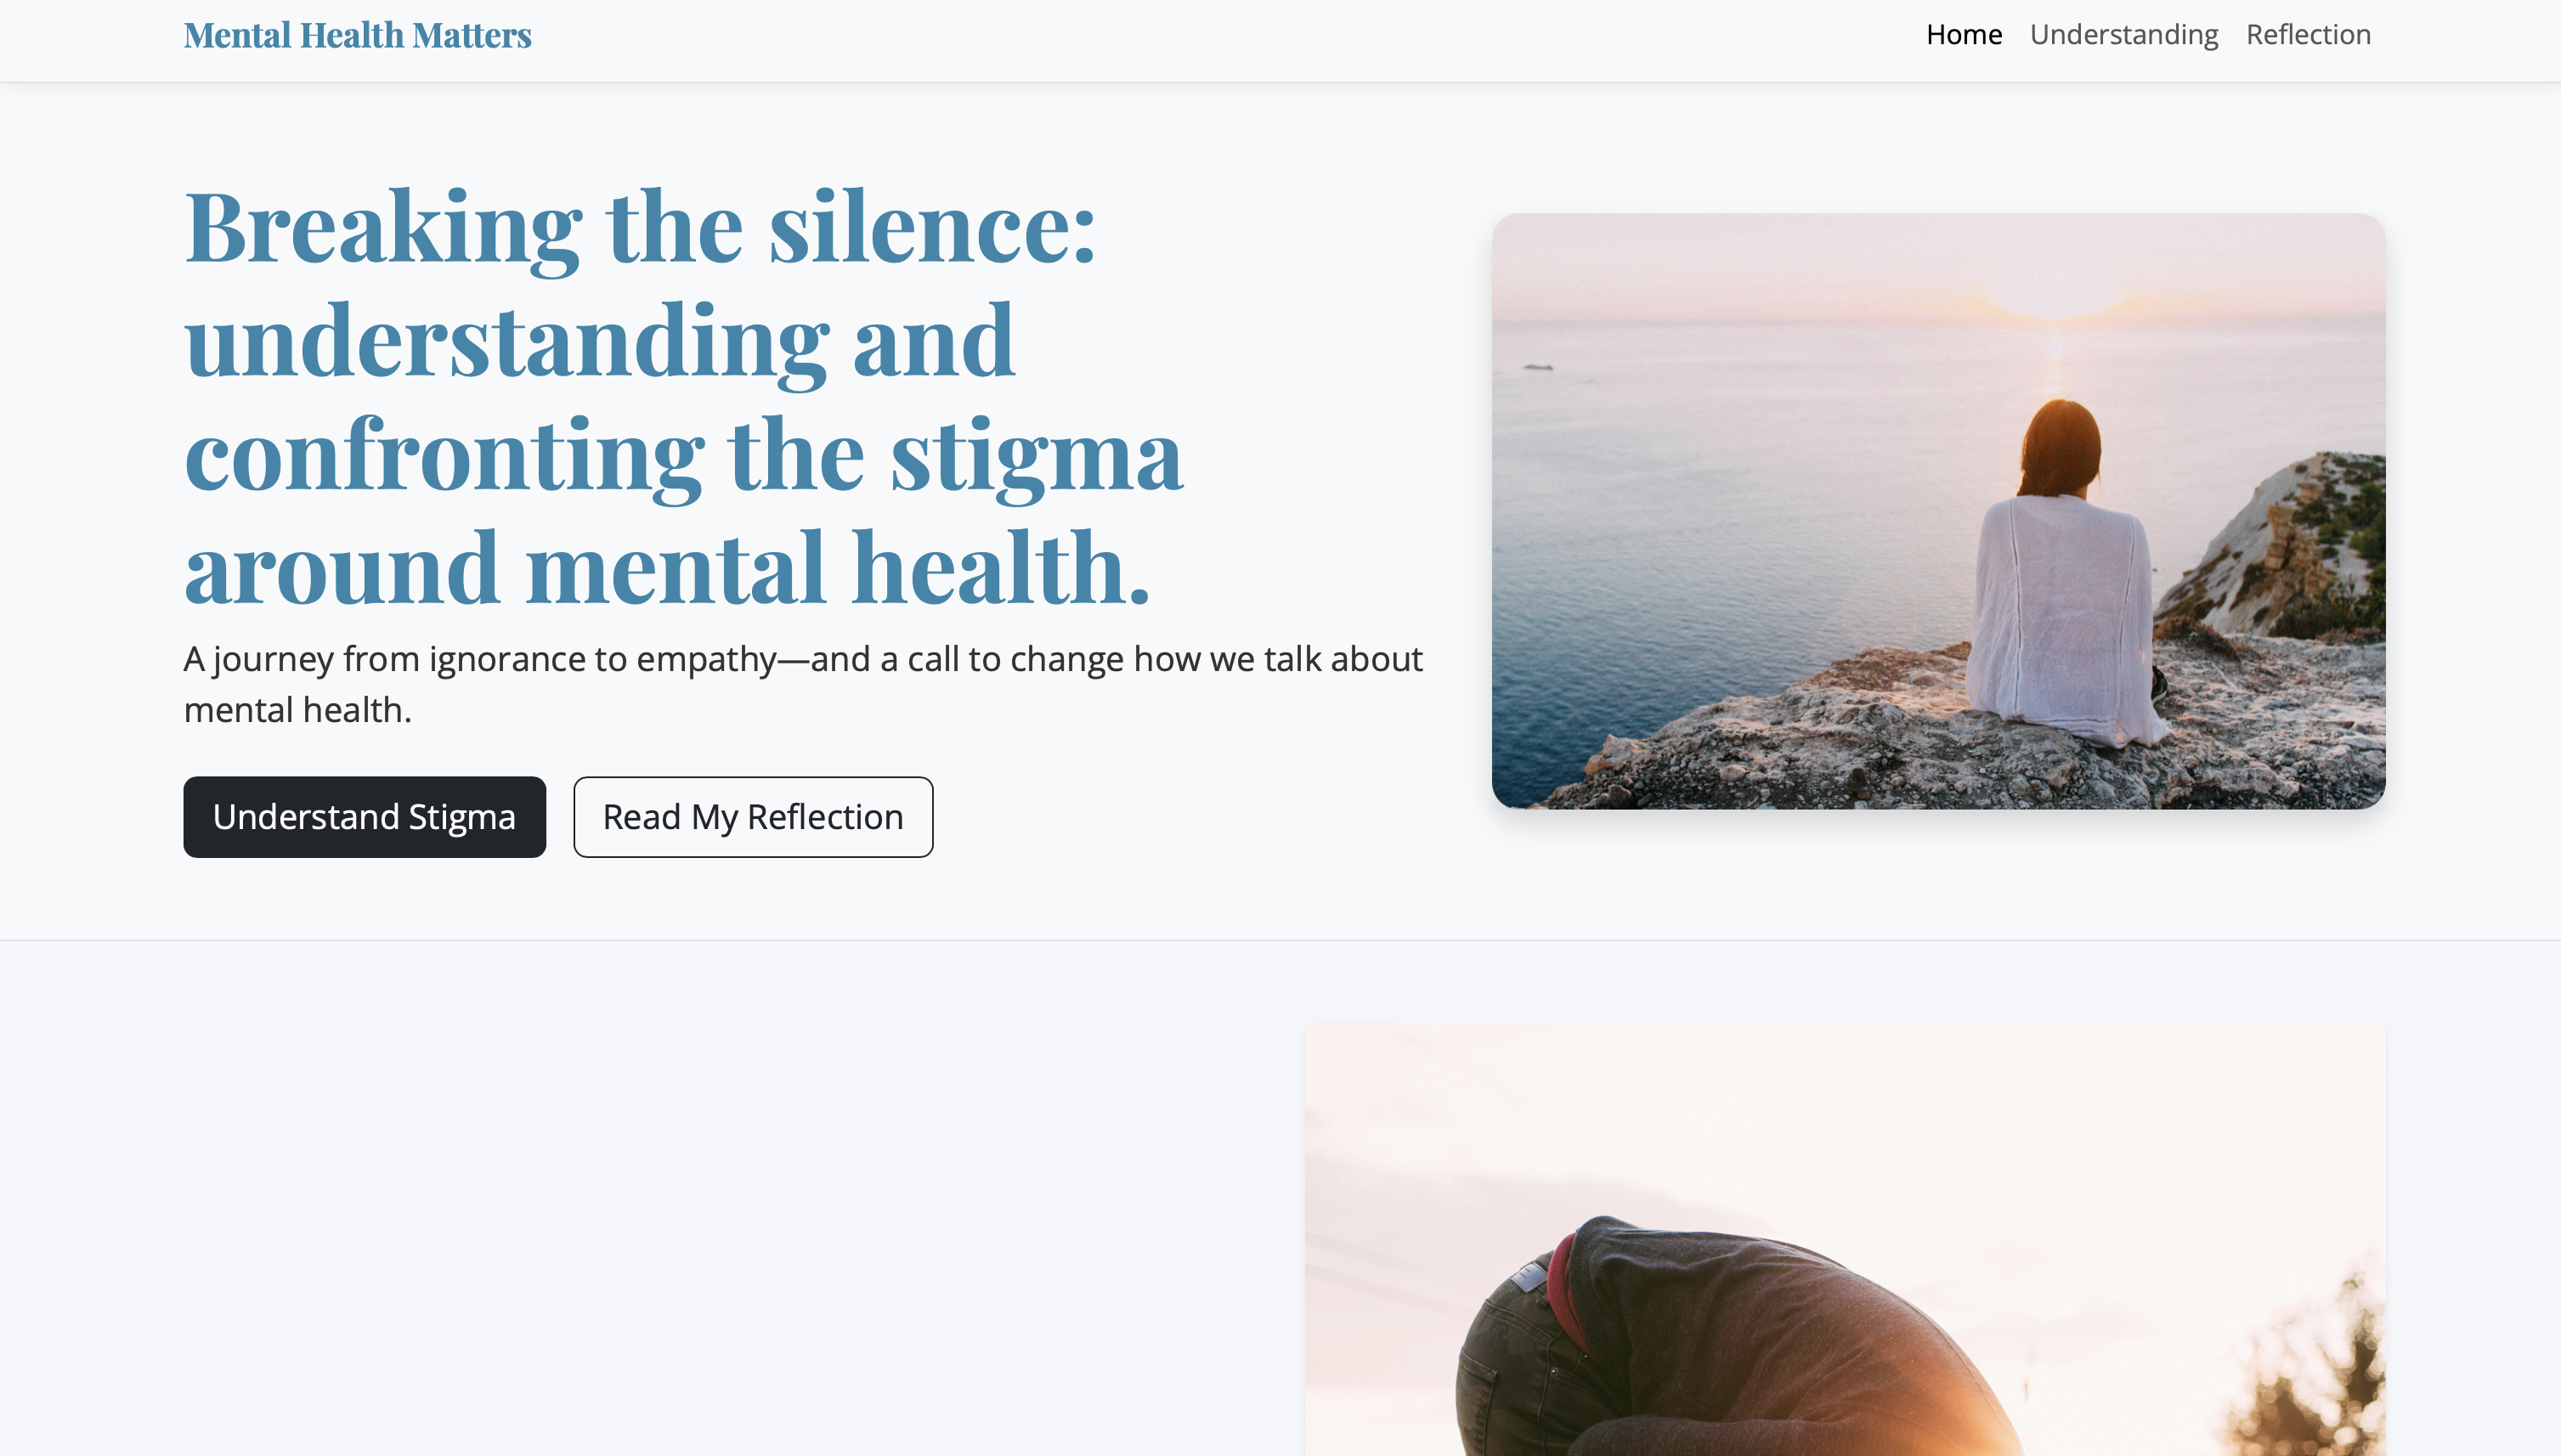 Mental Health Matters
Home Understanding Reflection
Breaking the silence:
understanding and
confronting the stigma
around mental health.
A journey from ignorance to empathy—and a call to change how we talk about
mental health.
Understand Stigma
Read My Reflection